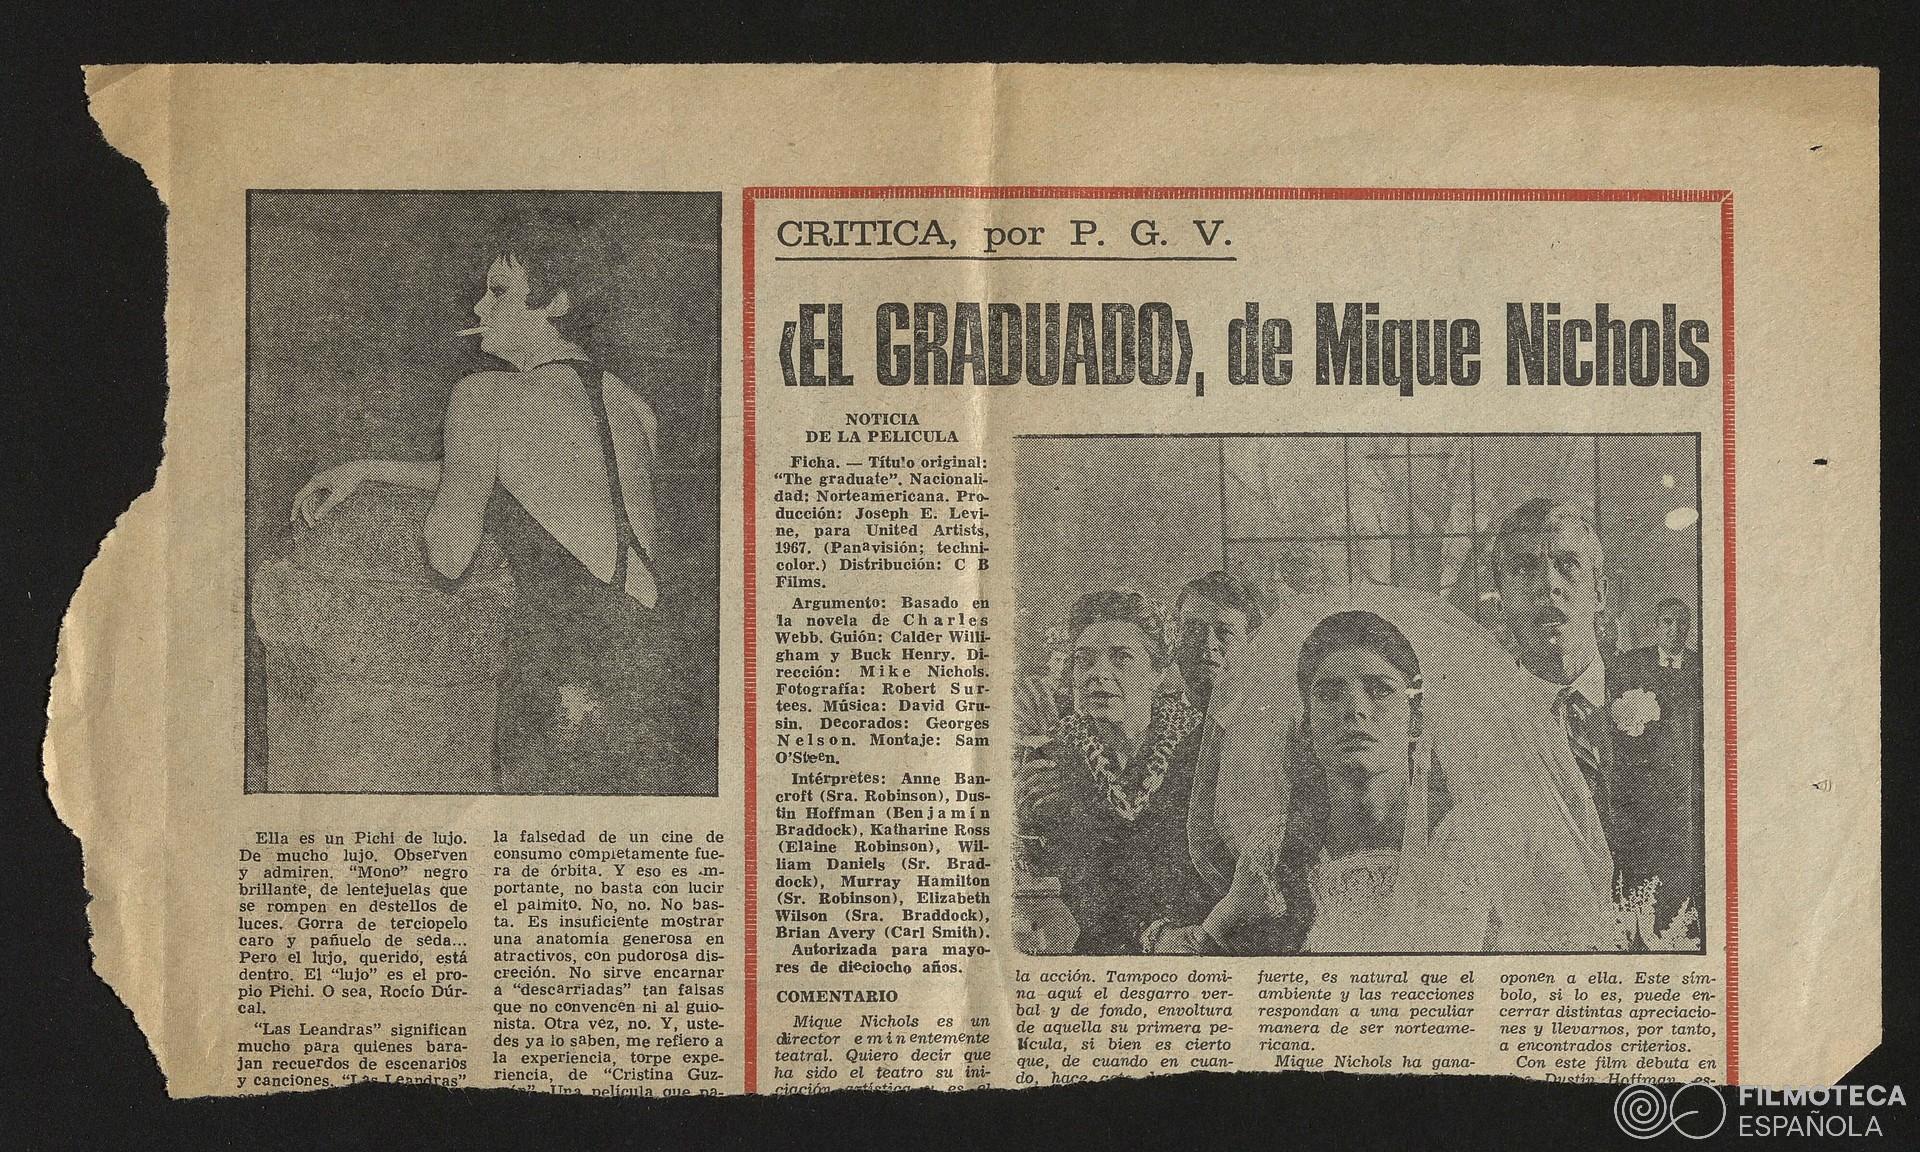 Ella es un Pichi de lujo.
De mucho lujo. Observen
y admiren. "Mono" negro
brillante, de lentejuelas que
se rompen en destellos de
luces. Gorra de terciopelo
caro y pañuelo de seda...
Pero el lujo, querido, está
dentro. El "lujo" es el pro-
pio Pichi. O sea, Rocío Dúr-
cal.
"Las Leandras" significan
mucho para quienes bara-
jan recuerdos de escenarios
y canciones. "Las Leandras"
la falsedad de un cine de
consumo completamente fue-
ra de órbita. Y eso es im-
portante, no basta con lucir
el palmito. No, no. No bas-
ta. Es insuficiente mostrar
una anatomía generosa en
atractivos, con pudorosa dis-
creción. No sirve encarnar
a "descarriadas" tan falsas
que no convencen ni al guio-
nista. Otra vez, no. Y, uste-
des ya lo saben, me refiero a
la experiencia, torpe expe-
riencia, de "Cristina Guz-
Una película que pa-
CRITICA, por P. G. V.
«EL GRADUADO», de Mique Nichols
NOTICIA
DE LA PELICULA
Ficha. — Título original:
"The graduate". Nacionali-
dad: Norteamericana. Pro-
ducción: Joseph E. Levi-
ne, para United Artists,
1967. (Panavisión; techni-
color.) Distribución: C B
Films.
Argumento: Basado en
la novela de Charles
Webb. Guión: Calder Willi-
gham y Buck Henry. Di-
rección: Mike Nichols.
Fotografía: Robert Sur-
tees. Música: David Gru-
sin. Decorados: Georges
Nelson. Montaje: Sam
O'Steen.
Intérpretes: Anne Ban-
croft (Sra. Robinson), Dus-
tin Hoffman (Benjamín
Braddock), Katharine Ross
(Elaine Robinson), Wil-
liam Daniels (Sr. Brad-
dock), Murray Hamilton
(Sr. Robinson), Elizabeth
Wilson (Sra. Braddock),
Brian Avery (Carl Smith).
Autorizada para mayo-
res de dieciocho años.
COMENTARIO
Mique Nichols es un
director eminentemente
teatral. Quiero decir que
ha sido el teatro su ini-
ciación artística y es el
la acción. Tampoco domi-
na aquí el desgarro ver-
bal y de fondo, envoltura
de aquella su primera pe-
lícula, si bien es cierto
que, de cuando en cuan-
do, hace
fuerte, es natural que el
ambiente y las reacciones
respondan a una peculiar
manera de ser norteame-
ricana.
Mique Nichols ha gana-
oponen a ella. Este sím-
bolo, si lo es, puede en-
cerrar distintas apreciacio-
nes y llevarnos, por tanto,
a encontrados criterios.
Con este film debuta en
Dustin Hoffman, es-
FILMOTECA
ESPAÑOLA